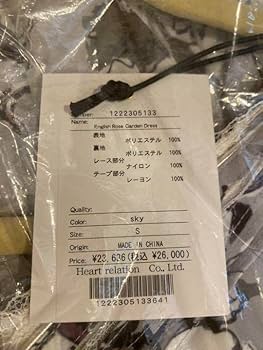 Number: 1222305133
Name: English Rose Garden Dress
表地
ポリエステル 100%
裏地
ポリエステル 100%
レース部分
ナイロン 100%
テープ部分
レーヨン 100%
Quality:
Color: sky
Size: S
Origin: MADE IN CHINA
Price: ¥23,636(税込 ¥26,000)
Heart relation Co., Ltd.
1222305133641